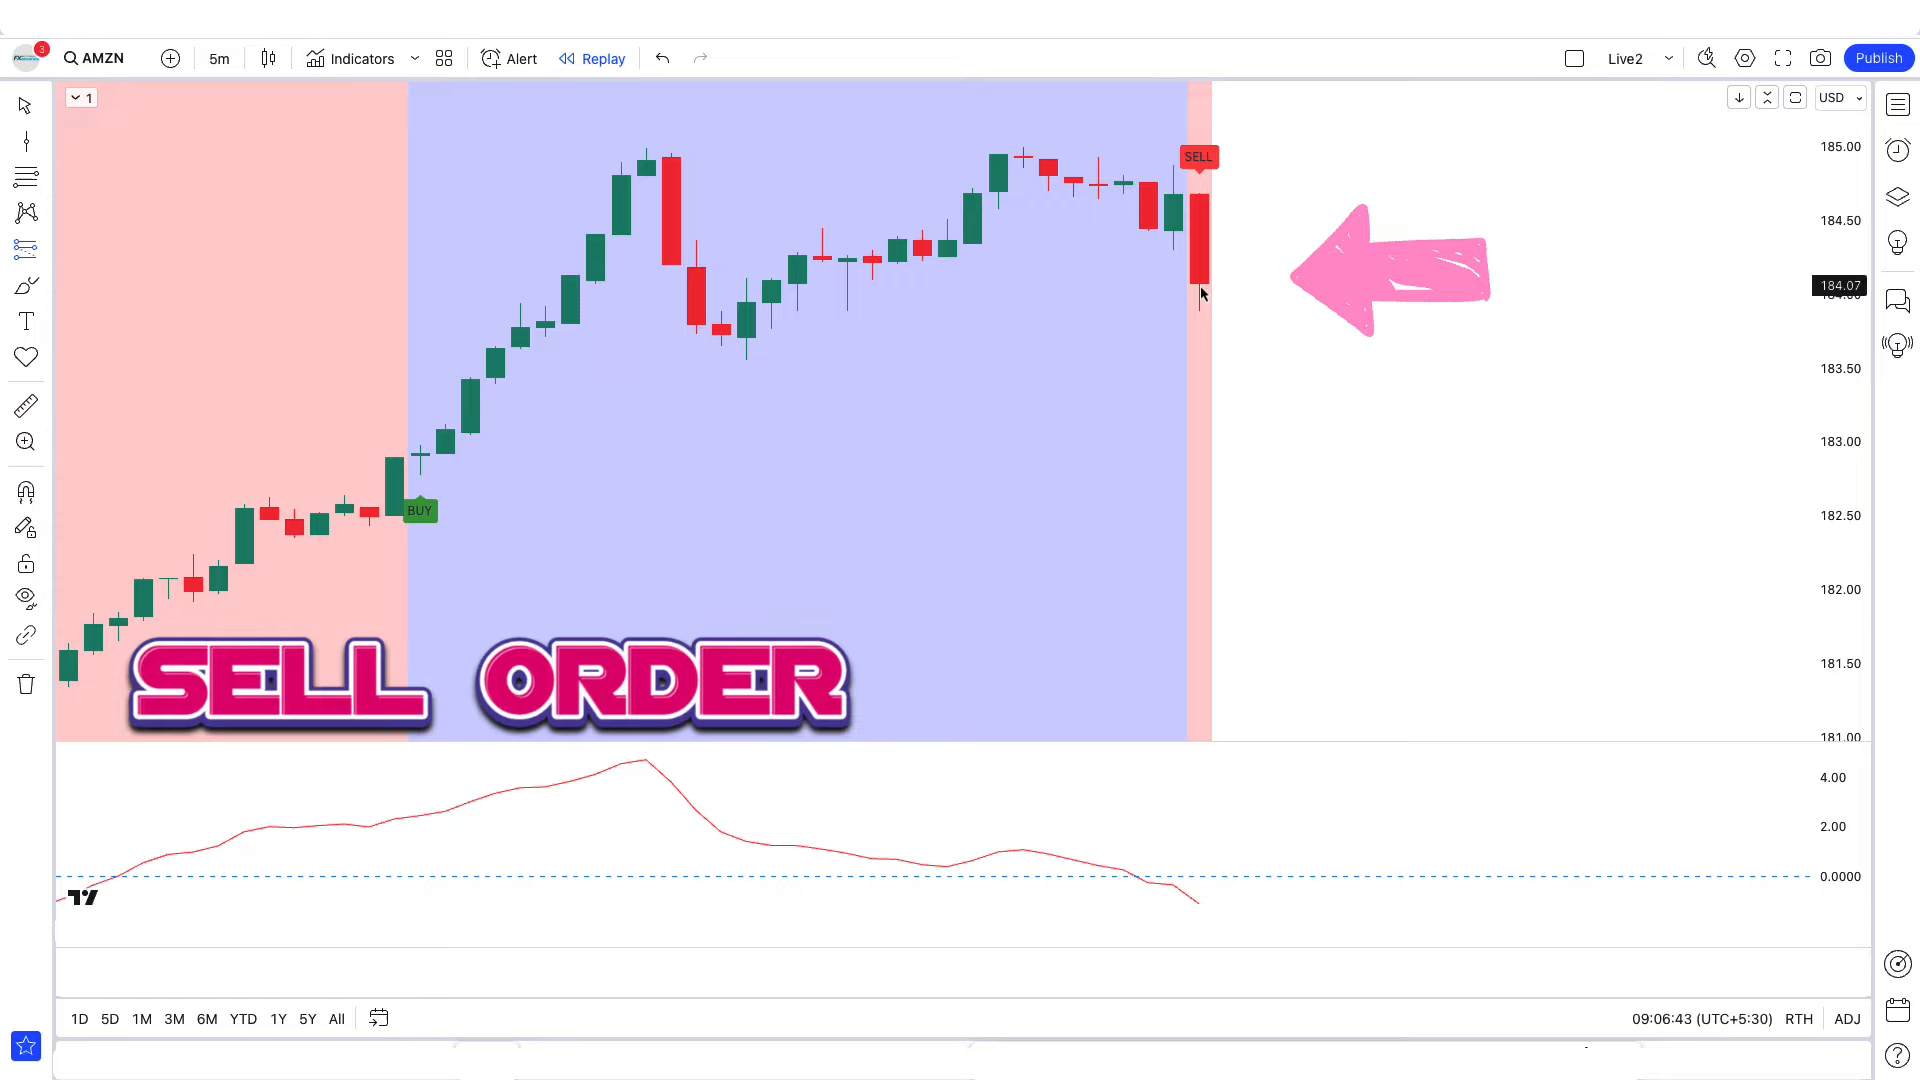 3
AMZN
5m
Indicators
Alert
Replay
Live2
Publish
1
USD
185.00
SELL
184.50
184.07
183.50
183.00
BUY
182.50
182.00
181.50
SELL ORDER
181.00
4.00
2.00
0.0000
1D 5D 1M 3M 6M YTD 1Y 5Y All
09:06:43 (UTC+5:30) RTH ADJ